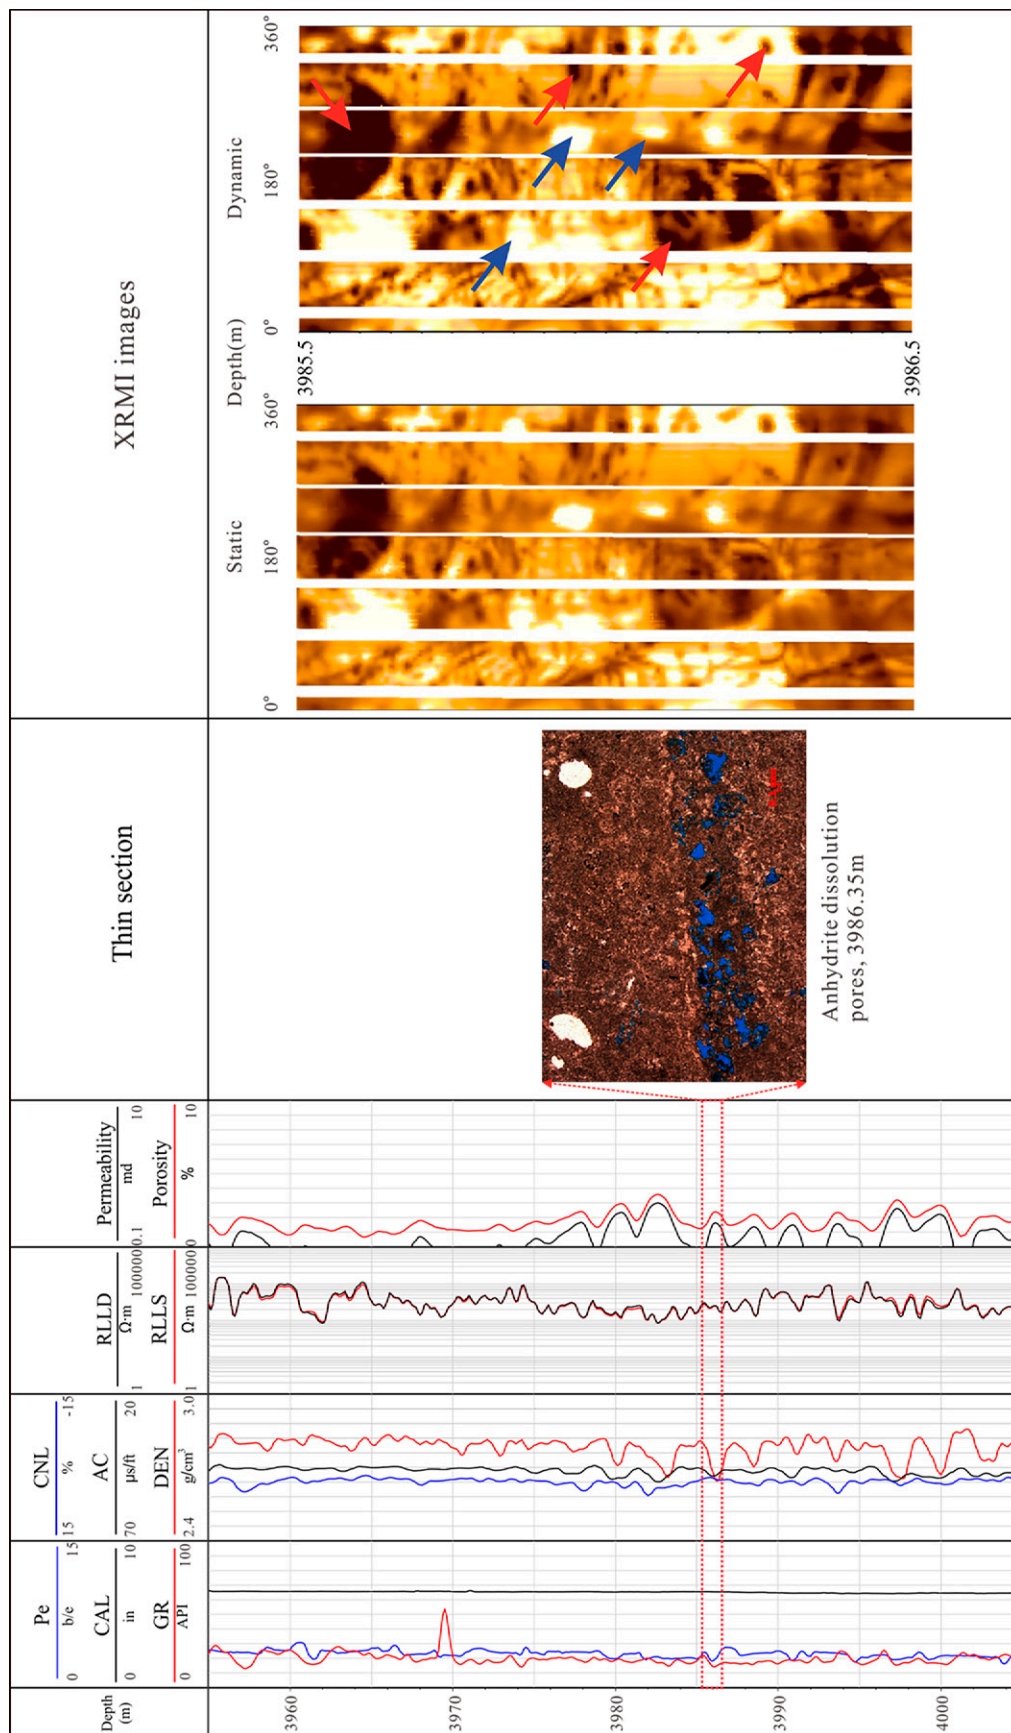 Depth
(m)
3960
3970
3980
3990
4000
Pe
0 b/e 15
CAL
0 in 10
GR
0 API 100
CNL
15 % -15
AC
70 μs/ft 20
DEN
2.4 g/cm³ 3.0
RLLD
1 Ω·m 100000
RLLS
1 Ω·m 100000
Permeability
0.1 md 10
Porosity
0 % 10
Thin section
Anhydrite dissolution
pores, 3986.35m
XRMI images
Static
0° 180° 360°
Depth(m)
3985.5
3986.5
Dynamic
0° 180° 360°